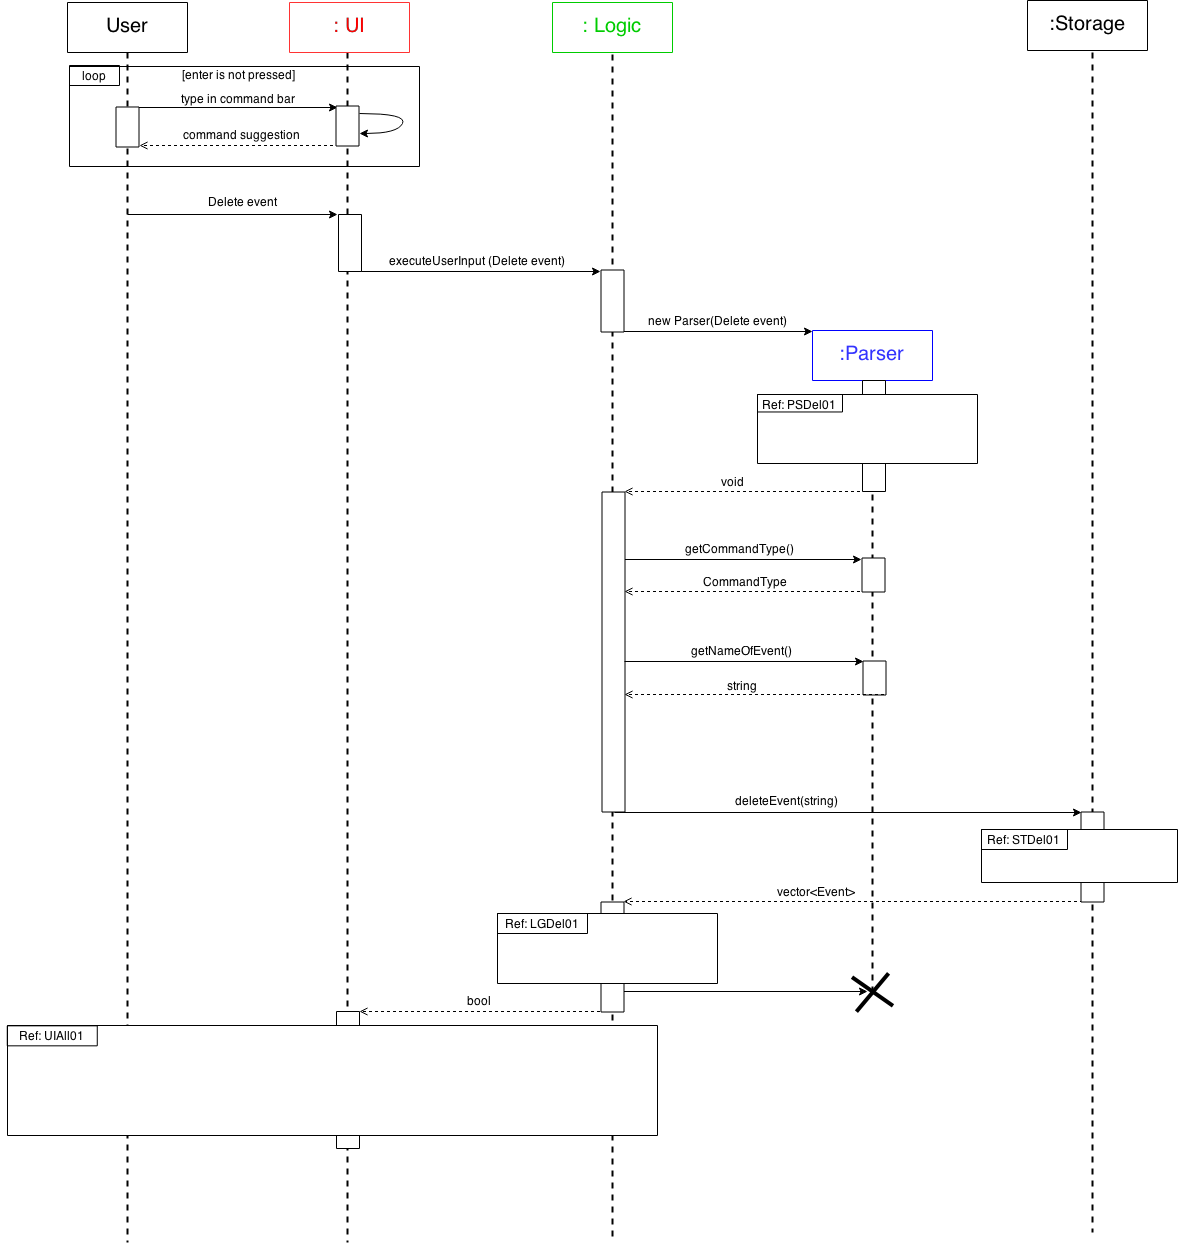 User
: UI
: Logic
:Storage
loop
[enter is not pressed]
type in command bar
command suggestion
Delete event
executeUserInput (Delete event)
new Parser(Delete event)
:Parser
Ref: PSDel01
void
getCommandType()
CommandType
getNameOfEvent()
string
deleteEvent(string)
Ref: STDel01
vector<Event>
Ref: LGDel01
bool
Ref: UIAll01